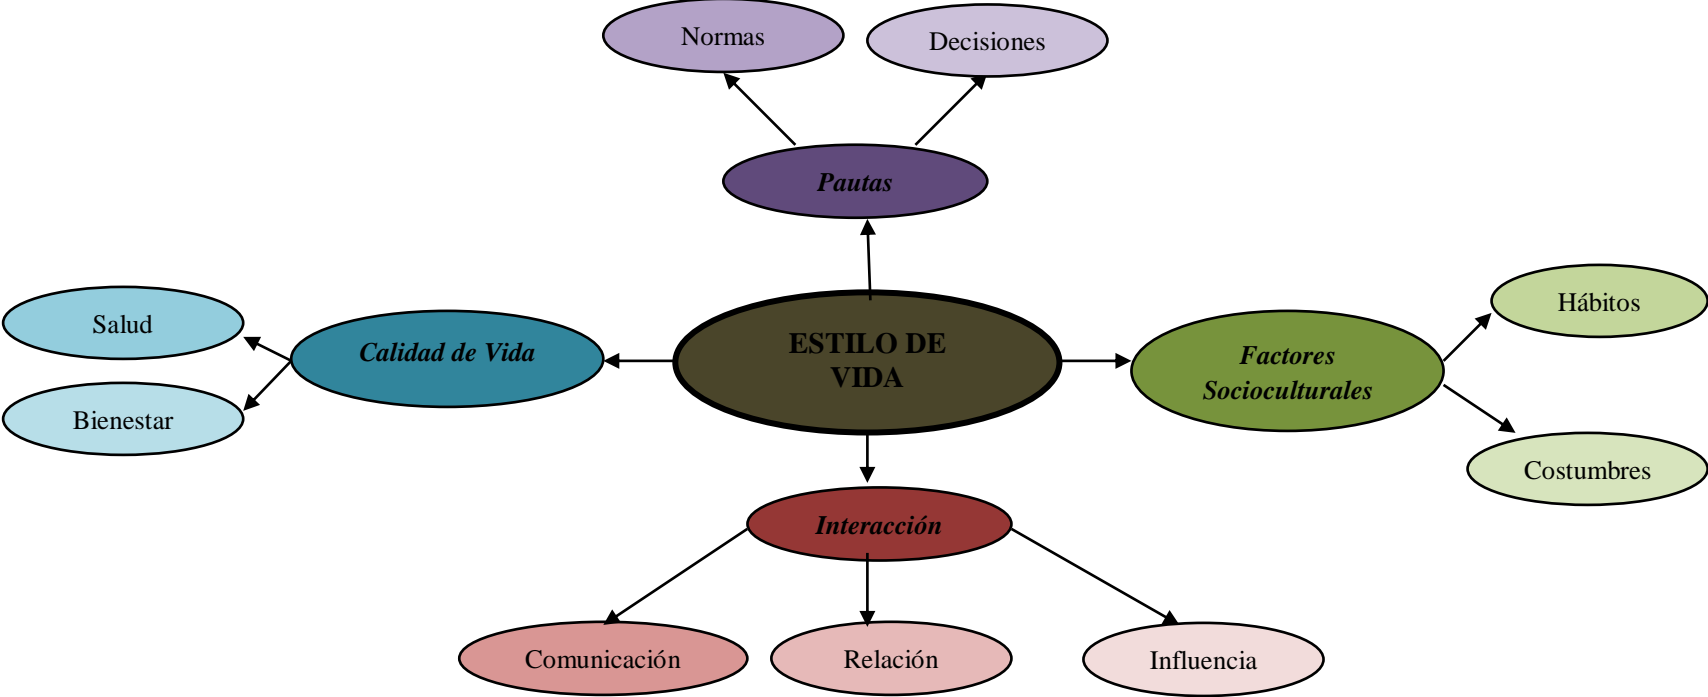 Normas
Decisiones
Pautas
Salud
Bienestar
Calidad de Vida
ESTILO DE
VIDA
Factores
Socioculturales
Hábitos
Costumbres
Interacción
Comunicación
Relación
Influencia